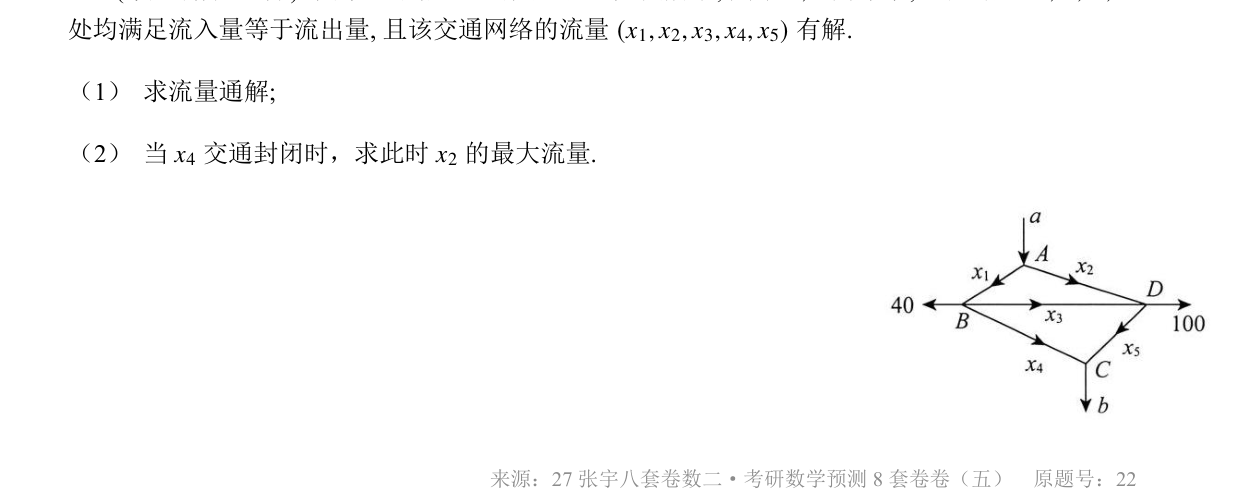 处均满足流入量等于流出量, 且该交通网络的流量 (x₁,x₂,x₃,x₄,x₅) 有解.
（1） 求流量通解;
（2） 当 x₄ 交通封闭时，求此时 x₂ 的最大流量.
a
A
x₁
x₂
D
40
B
x₃
100
x₅
x₄
C
b
来源：27 张宇八套卷数二·考研数学预测 8 套卷卷（五） 原题号：22